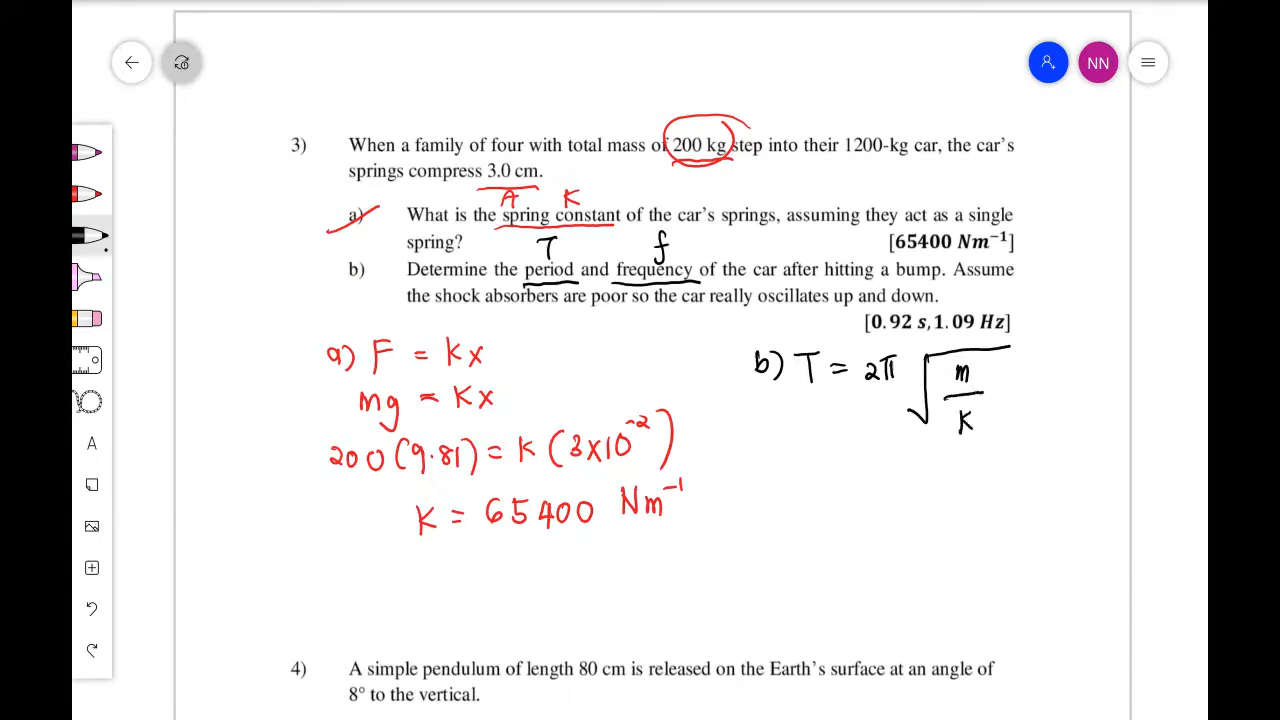 NN
3) When a family of four with total mass of 200 kg step into their 1200-kg car, the car's
springs compress 3.0 cm.
A K
a) What is the spring constant of the car's springs, assuming they act as a single
spring? [65400 Nm⁻¹]
T f
b) Determine the period and frequency of the car after hitting a bump. Assume
the shock absorbers are poor so the car really oscillates up and down.
[0.92 s, 1.09 Hz]
a) F = Kx
mg = Kx
200(9.81) = K (3x10⁻²)
K = 65400 Nm⁻¹
b) T = 2π √(m/K)
A
4) A simple pendulum of length 80 cm is released on the Earth's surface at an angle of
8° to the vertical.